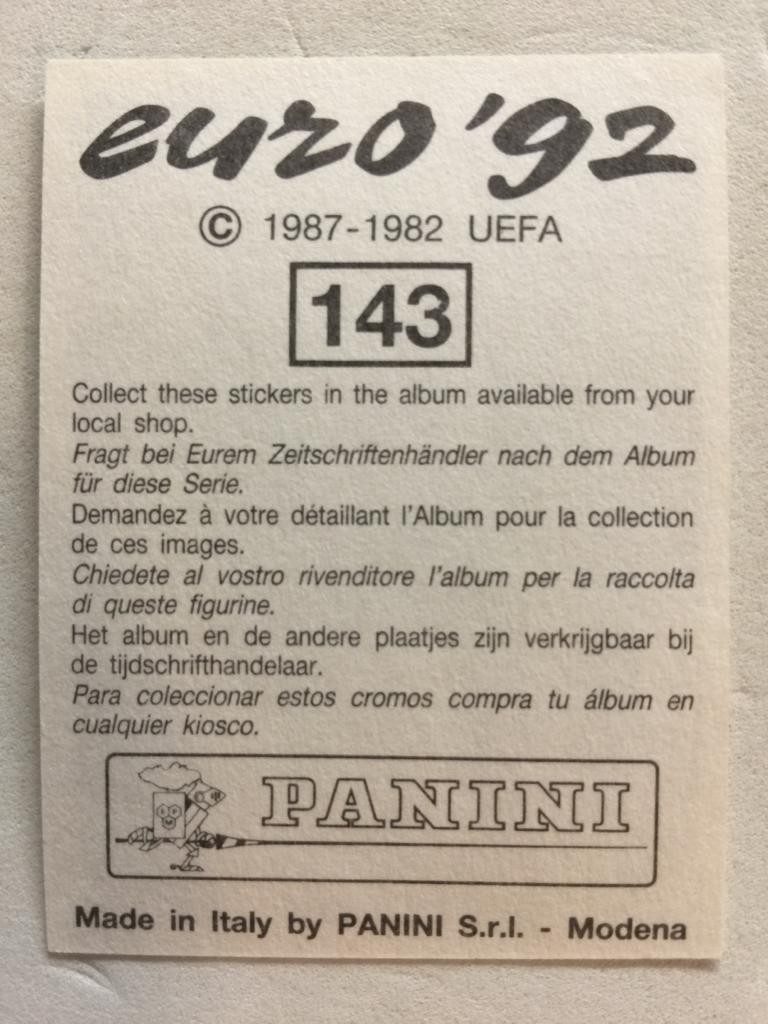 euro '92
© 1987-1982 UEFA
143
Collect these stickers in the album available from your
local shop.
Fragt bei Eurem Zeitschriftenhändler nach dem Album
für diese Serie.
Demandez à votre détaillant l'Album pour la collection
de ces images.
Chiedete al vostro rivenditore l'album per la raccolta
di queste figurine.
Het album en de andere plaatjes zijn verkrijgbaar bij
de tijdschrifthandelaar.
Para coleccionar estos cromos compra tu álbum en
cualquier kiosco.
PANINI
Made in Italy by PANINI S.r.l. - Modena